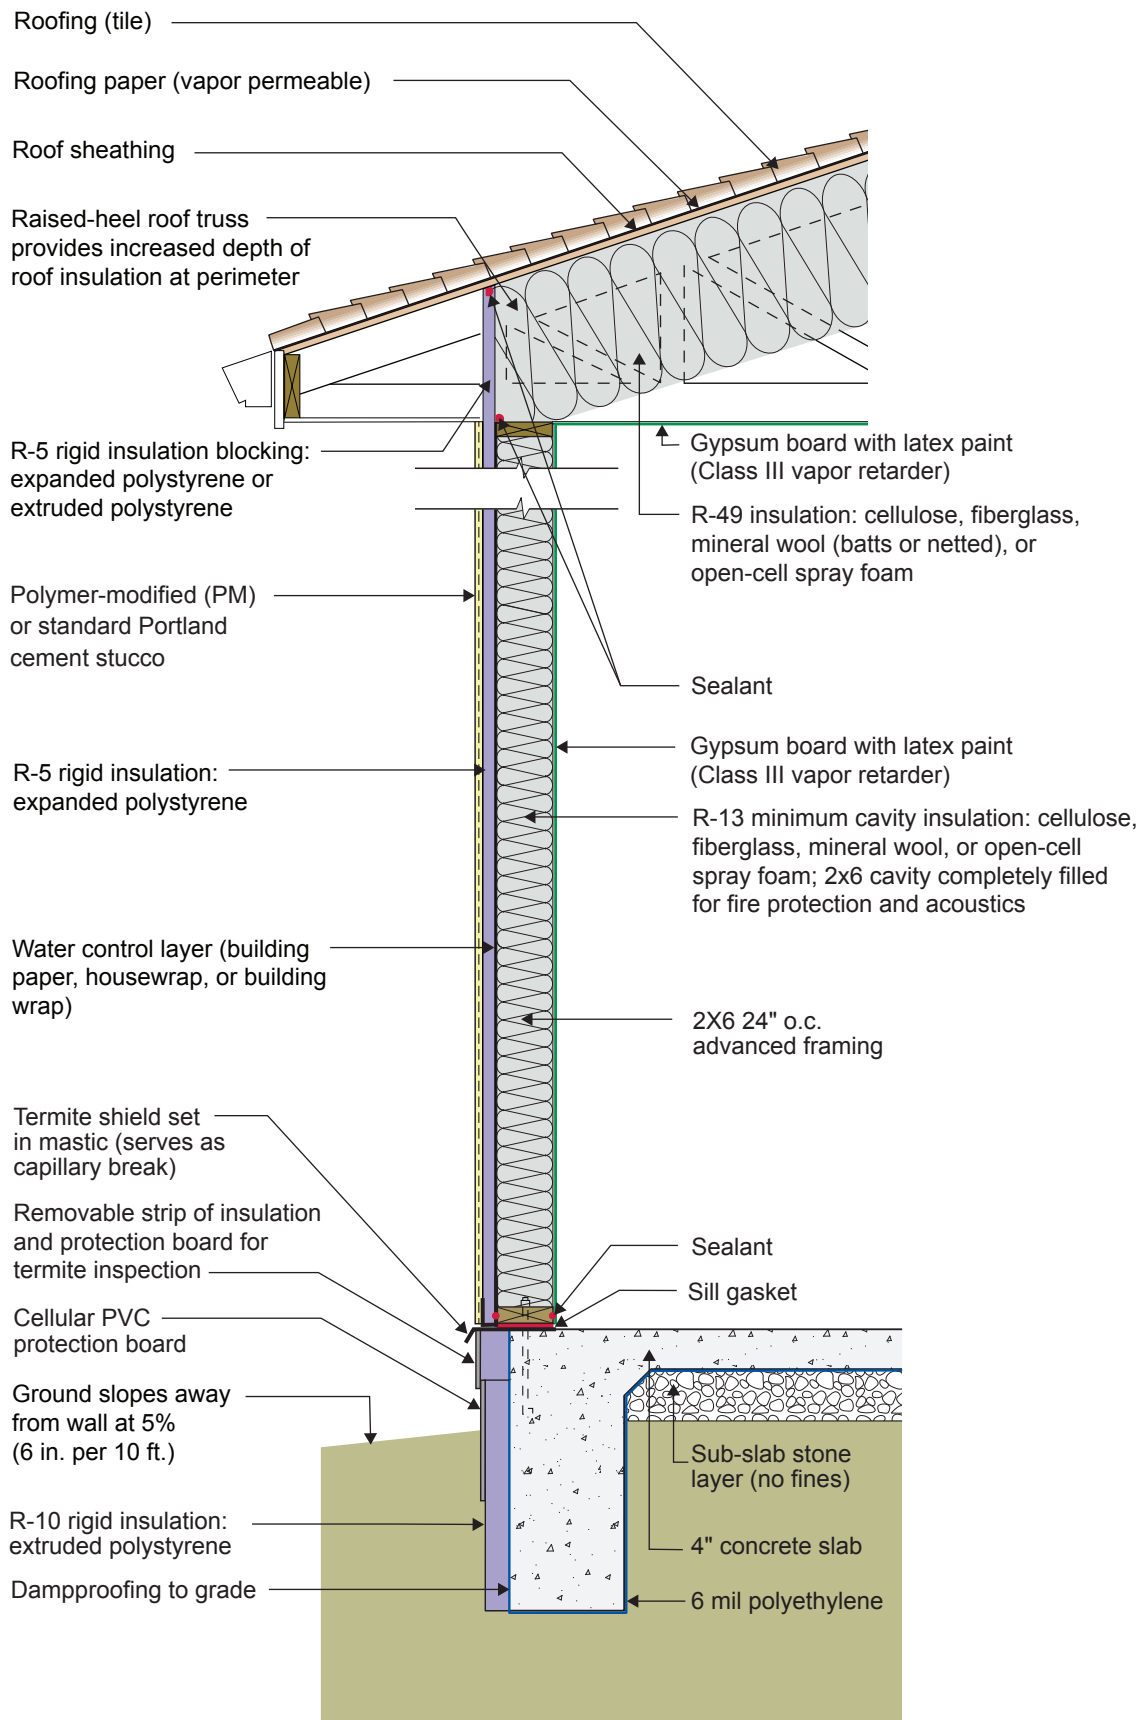 Roofing (tile)
Roofing paper (vapor permeable)
Roof sheathing
Raised-heel roof truss
provides increased depth of
roof insulation at perimeter
R-5 rigid insulation blocking:
expanded polystyrene or
extruded polystyrene
Polymer-modified (PM)
or standard Portland
cement stucco
R-5 rigid insulation:
expanded polystyrene
Water control layer (building
paper, housewrap, or building
wrap)
Termite shield set
in mastic (serves as
capillary break)
Removable strip of insulation
and protection board for
termite inspection
Cellular PVC
protection board
Ground slopes away
from wall at 5%
(6 in. per 10 ft.)
R-10 rigid insulation:
extruded polystyrene
Dampproofing to grade
Gypsum board with latex paint
(Class III vapor retarder)
R-49 insulation: cellulose, fiberglass,
mineral wool (batts or netted), or
open-cell spray foam
Sealant
Gypsum board with latex paint
(Class III vapor retarder)
R-13 minimum cavity insulation: cellulose,
fiberglass, mineral wool, or open-cell
spray foam; 2x6 cavity completely filled
for fire protection and acoustics
2X6 24" o.c.
advanced framing
Sealant
Sill gasket
Sub-slab stone
layer (no fines)
4" concrete slab
6 mil polyethylene